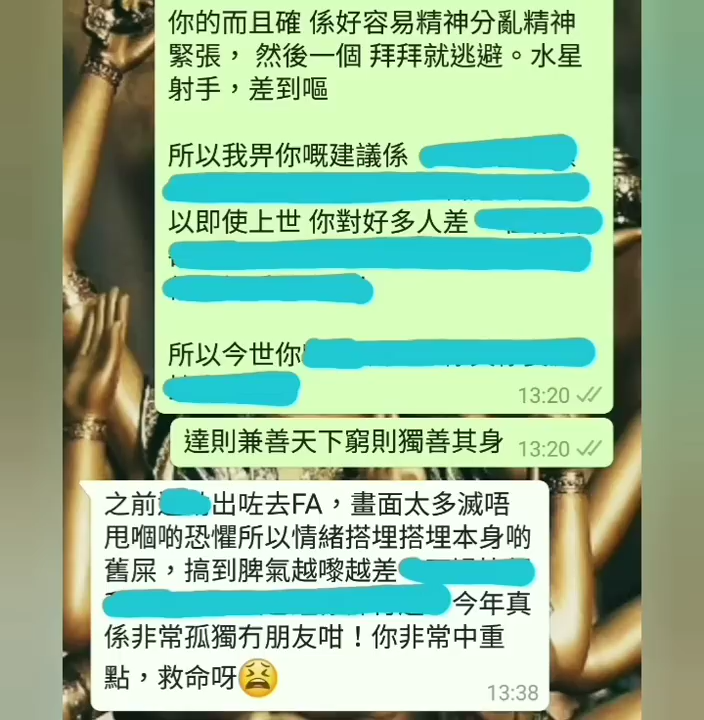 你的而且確 係好容易精神分亂精神
緊張， 然後一個 拜拜就逃避。水星
射手，差到嘔
所以我畀你嘅建議係
以即使上世 你對好多人差
所以今世你
13:20
達則兼善天下窮則獨善其身 13:20
之前 出咗去FA，畫面太多滅唔
甩嗰啲恐懼所以情緒搭埋搭埋本身啲
舊屎，搞到脾氣越嚟越差
今年真
係非常孤獨冇朋友咁！你非常中重
點，救命呀😫
13:38